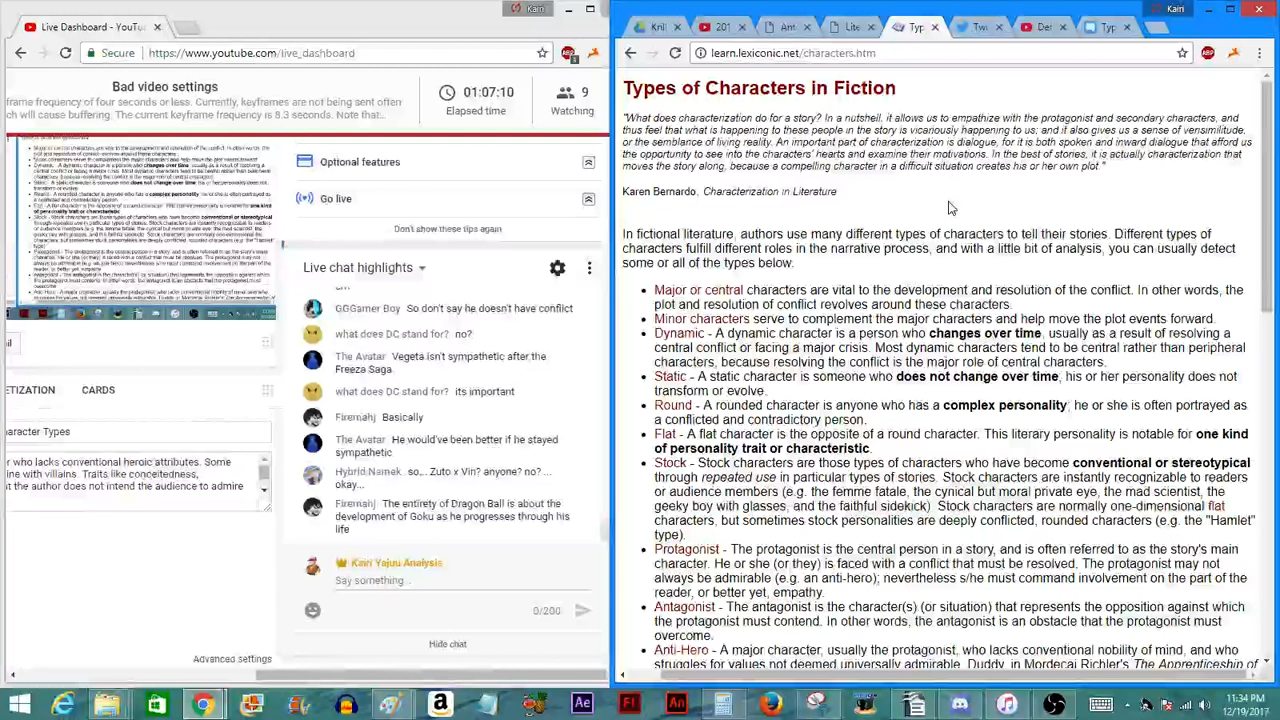 Live Dashboard - YouTu
Kairi
Secure
https://www.youtube.com/live_dashboard
Bad video settings
frame frequency of four seconds or less. Currently, keyframes are not being sent often
ch will cause buffering. The current keyframe frequency is 8.3 seconds. Note that..
01:07:10
Elapsed time
9
Watching
Optional features
Go live
Don't show these again
Live chat highlights
GGGamer Boy So don't say he doesn't have conflict
what does DC stand for? no?
The Avatar Vegeta isn't sympathetic after the
Freeza Saga
what does DC stand for? its important
Firemahj Basically
The Avatar He would've been better if he stayed
sympathetic
Hybrid Namek so... Zuto x Vin? anyone? no? ...
okay...
Firemahj The entirety of Dragon Ball is about the
development of Goku as he progresses through his
life
Kairi Yajuu Analysis
Say something...
0/200
Hide chat
ail
ETIZATION
CARDS
aracter Types
r who lacks conventional heroic attributes. Some
ine with villains. Traits like conceitedness,
t the author does not intend the audience to admire
Advanced settings
Kairi
Krill
201
Ant
Lite
Typ
Twi
Del
Typ
learn.lexiconic.net/characters.htm
Types of Characters in Fiction
"What does characterization do for a story? In a nutshell, it allows us to empathize with the protagonist and secondary characters, and
thus feel that what is happening to these people in the story is vicariously happening to us; and it also gives us a sense of verisimilitude,
or the semblance of living reality. An important part of characterization is dialogue, for it is both spoken and inward dialogue that afford us
the opportunity to see into the characters' hearts and examine their motivations. In the best of stories, it is actually characterization that
moves the story along, because a compelling character in a difficult situation creates his or her own plot."
Karen Bernardo, Characterization in Literature
In fictional literature, authors use many different types of characters to tell their stories. Different types of
characters fulfill different roles in the narrative process, and with a little bit of analysis, you can usually detect
some or all of the types below.
Major or central characters are vital to the development and resolution of the conflict. In other words, the
plot and resolution of conflict revolves around these characters.
Minor characters serve to complement the major characters and help move the plot events forward.
Dynamic - A dynamic character is a person who changes over time, usually as a result of resolving a
central conflict or facing a major crisis. Most dynamic characters tend to be central rather than peripheral
characters, because resolving the conflict is the major role of central characters.
Static - A static character is someone who does not change over time; his or her personality does not
transform or evolve.
Round - A rounded character is anyone who has a complex personality; he or she is often portrayed as
a conflicted and contradictory person.
Flat - A flat character is the opposite of a round character. This literary personality is notable for one kind
of personality trait or characteristic.
Stock - Stock characters are those types of characters who have become conventional or stereotypical
through repeated use in particular types of stories. Stock characters are instantly recognizable to readers
or audience members (e.g. the femme fatale, the cynical but moral private eye, the mad scientist, the
geeky boy with glasses, and the faithful sidekick). Stock characters are normally one-dimensional flat
characters, but sometimes stock personalities are deeply conflicted, rounded characters (e.g. the "Hamlet"
type).
Protagonist - The protagonist is the central person in a story, and is often referred to as the story's main
character. He or she (or they) is faced with a conflict that must be resolved. The protagonist may not
always be admirable (e.g. an anti-hero); nevertheless s/he must command involvement on the part of the
reader, or better yet, empathy.
Antagonist - The antagonist is the character(s) (or situation) that represents the opposition against which
the protagonist must contend. In other words, the antagonist is an obstacle that the protagonist must
overcome.
Anti-Hero - A major character, usually the protagonist, who lacks conventional nobility of mind, and who
struggles for values not deemed universally admirable. Duddy, in Mordecai Richler's The Apprenticeship of
11:34 PM
12/19/2017